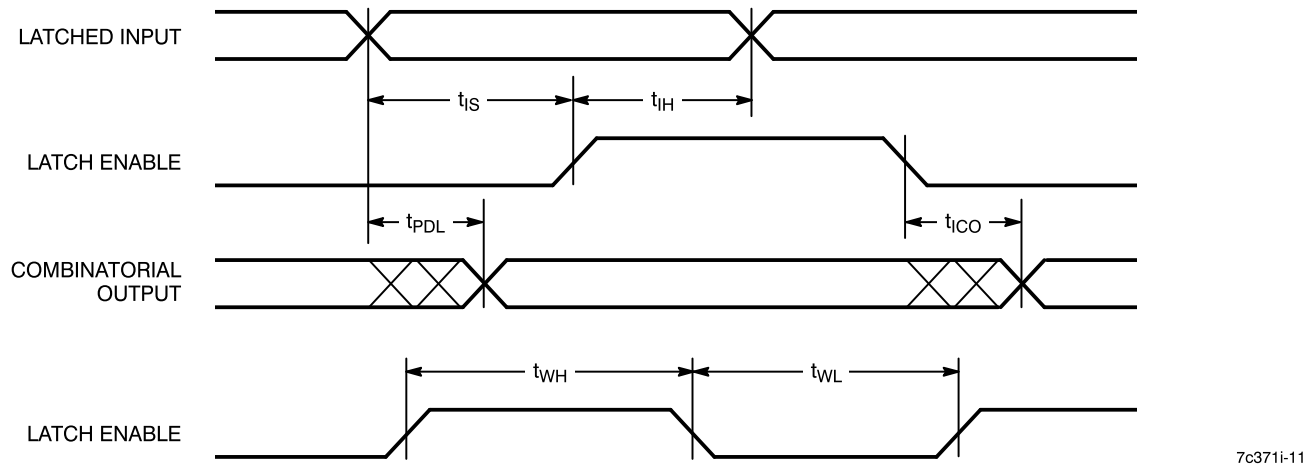 LATCHED INPUT
tIS
tIH
LATCH ENABLE
tPDL
tICO
COMBINATORIAL
OUTPUT
tWH
tWL
LATCH ENABLE
7c371i-11